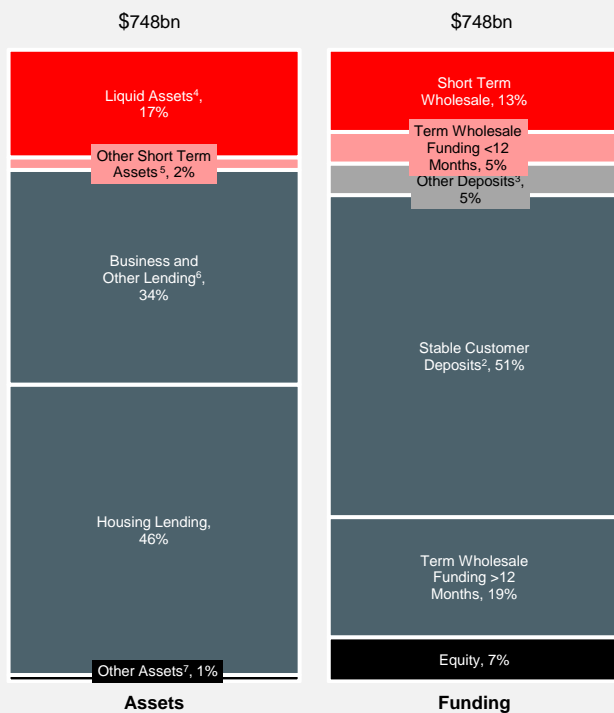 $748bn
Liquid Assets⁴,
17%
Other Short Term
Assets⁵, 2%
Business and
Other Lending⁶,
34%
Housing Lending,
46%
Other Assets⁷, 1%
Assets
$748bn
Short Term
Wholesale, 13%
Term Wholesale
Funding <12
Months, 5%
Other Deposits³,
5%
Stable Customer
Deposits², 51%
Term Wholesale
Funding >12
Months, 19%
Equity, 7%
Funding